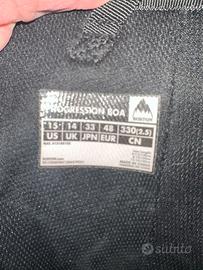 PROGRESSION BOA
BURTON
15 14 33 48 330(2.5)
US UK JPN EUR CN
subito